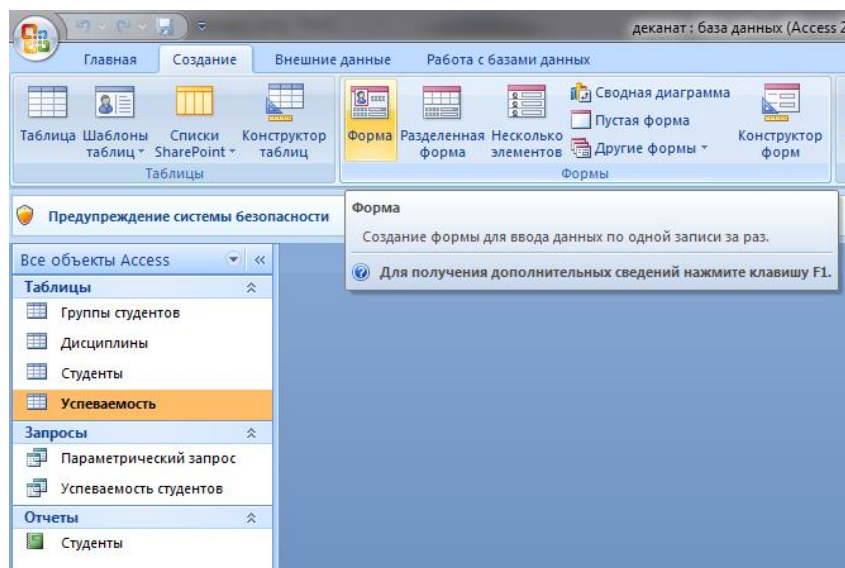 деканат : база данных (Access 2
Главная Создание Внешние данные Работа с базами данных
Таблица
Шаблоны
таблиц
Списки
SharePoint
Конструктор
таблиц
Таблицы
Форма
Разделенная
форма
Несколько
элементов
Сводная диаграмма
Пустая форма
Другие формы
Конструктор
форм
Формы
Предупреждение системы безопасности
Форма
Создание формы для ввода данных по одной записи за раз.
Для получения дополнительных сведений нажмите клавишу F1.
Все объекты Access
Таблицы
Группы студентов
Дисциплины
Студенты
Успеваемость
Запросы
Параметрический запрос
Успеваемость студентов
Отчеты
Студенты